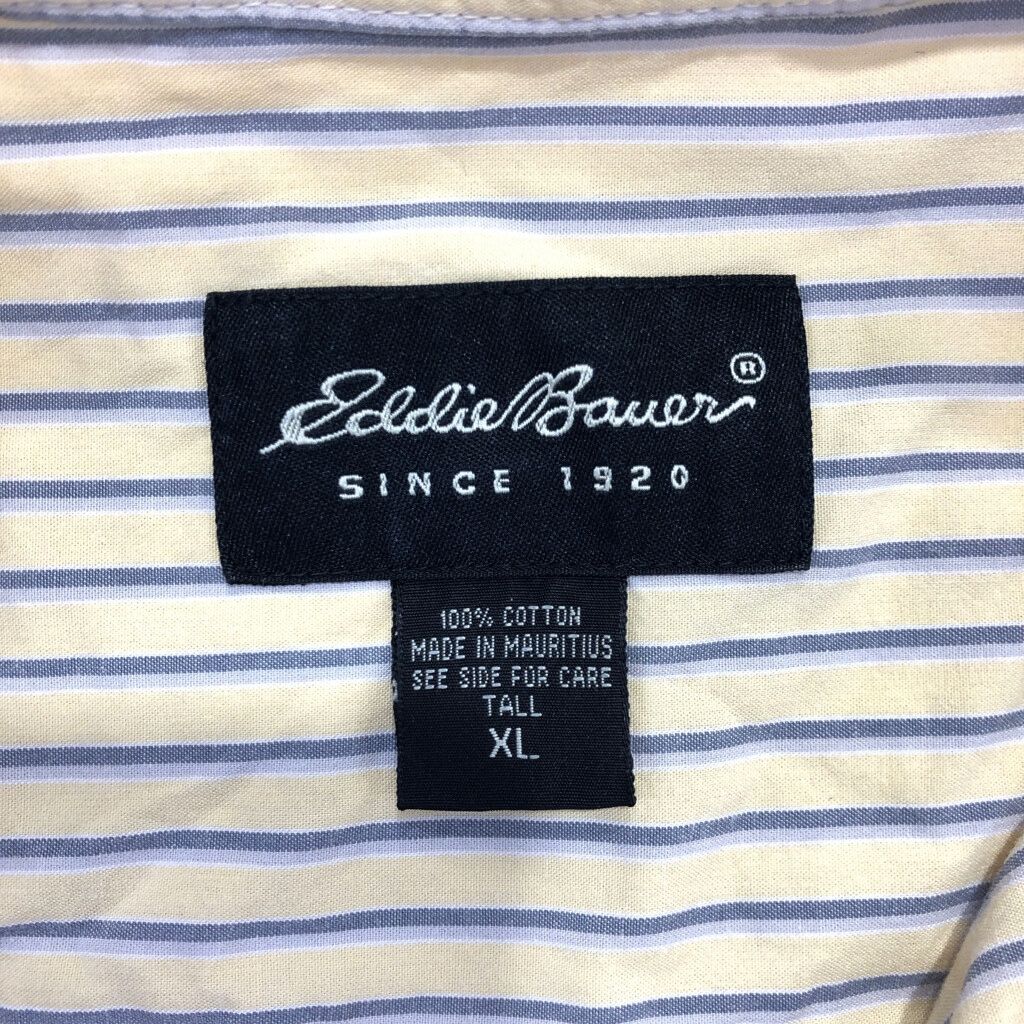 Eddie Bauer®
SINCE 1920
100% COTTON
MADE IN MAURITIUS
SEE SIDE FOR CARE
TALL
XL